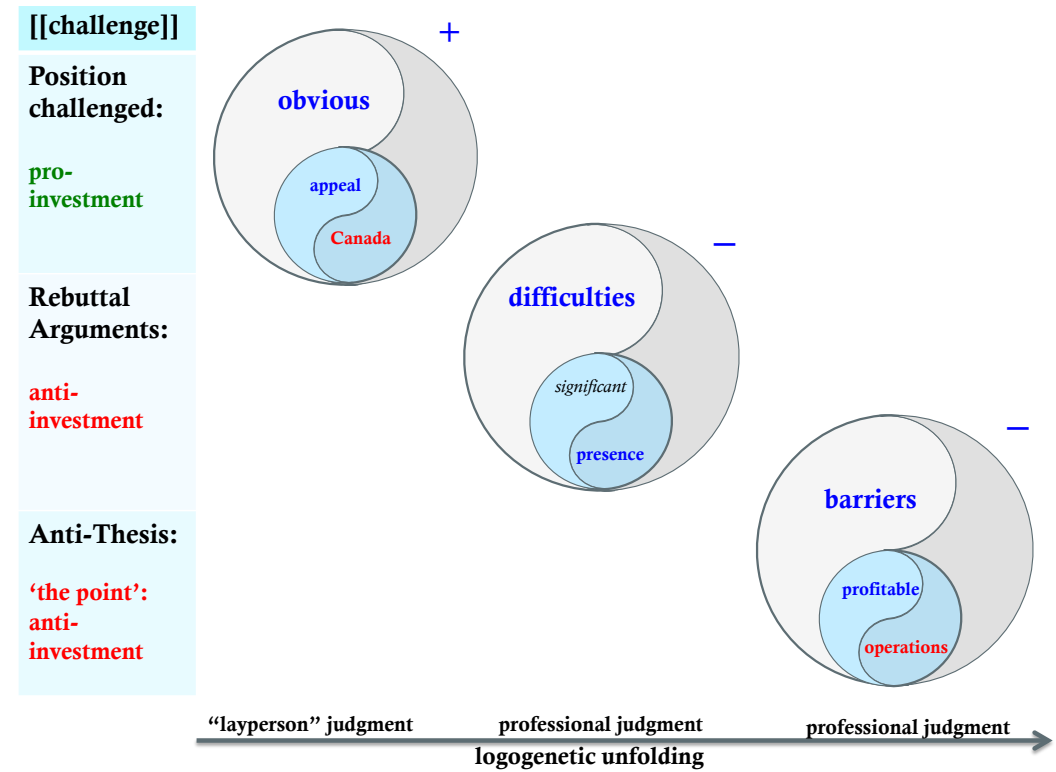 [[challenge]]
Position
challenged:
pro-
investment
Rebuttal
Arguments:
anti-
investment
Anti-Thesis:
‘the point’:
anti-
investment
+
obvious
appeal
Canada
–
difficulties
significant
presence
–
barriers
profitable
operations
“layperson” judgment
professional judgment
professional judgment
logogenetic unfolding